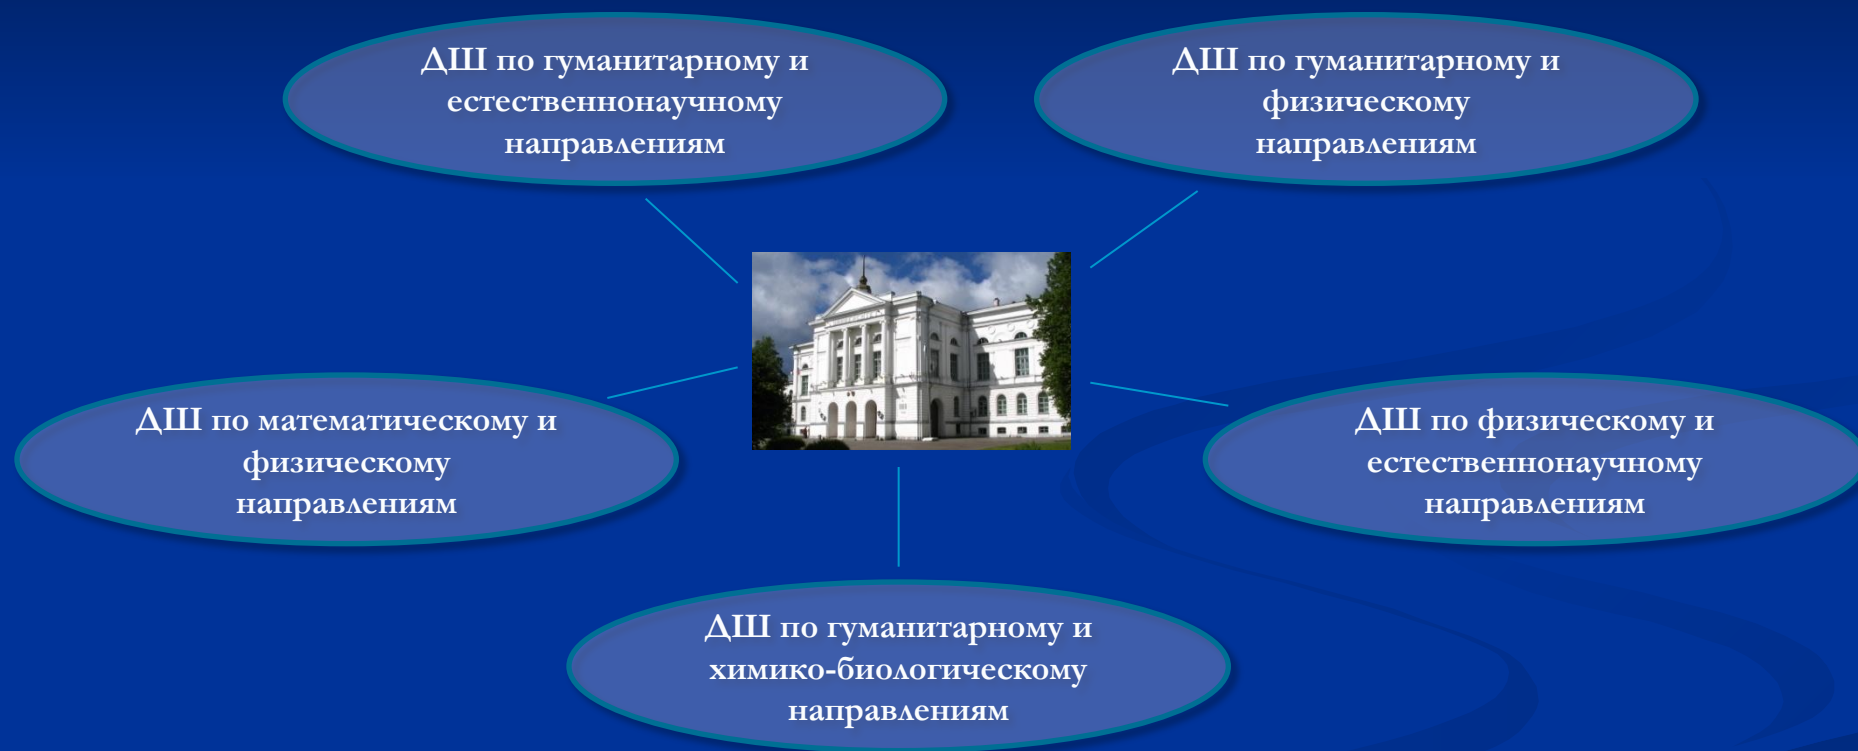 ДШ по гуманитарному и
естественнонаучному
направлениям
ДШ по гуманитарному и
физическому
направлениям
ДШ по математическому и
физическому
направлениям
ДШ по физическому и
естественнонаучному
направлениям
ДШ по гуманитарному и
химико-биологическому
направлениям